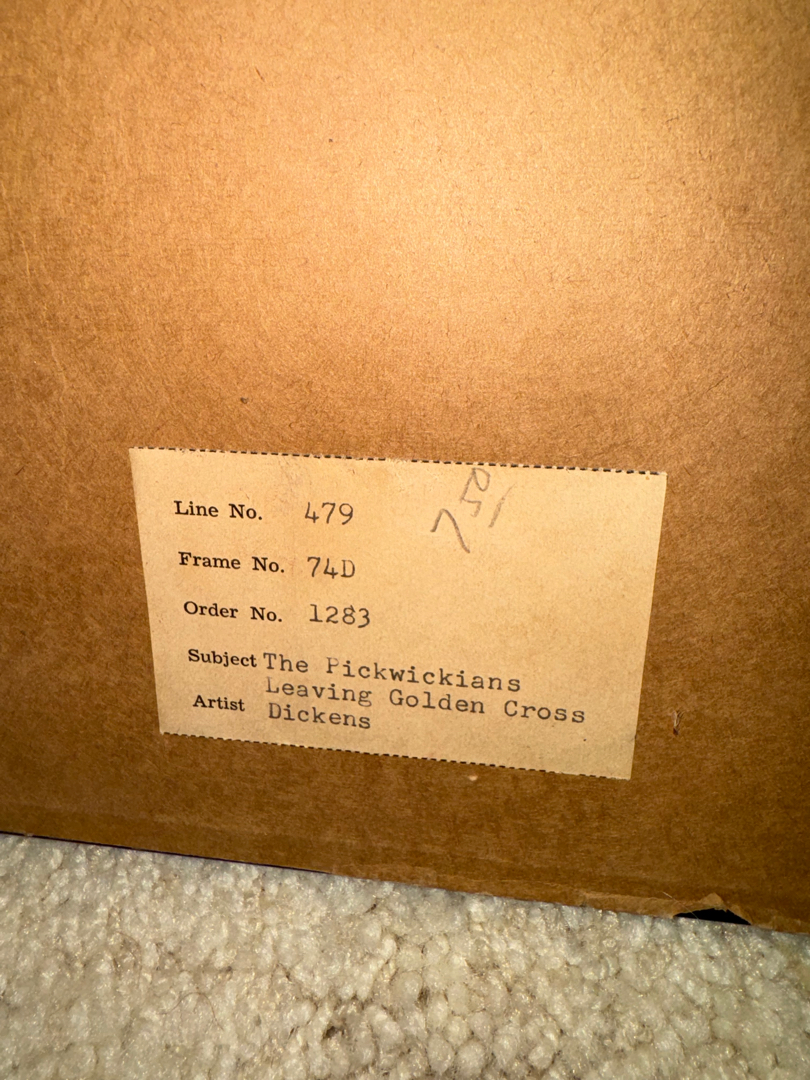 Line No. 479
Frame No. 74D
Order No. 1283
Subject The Pickwickians
Leaving Golden Cross
Artist Dickens